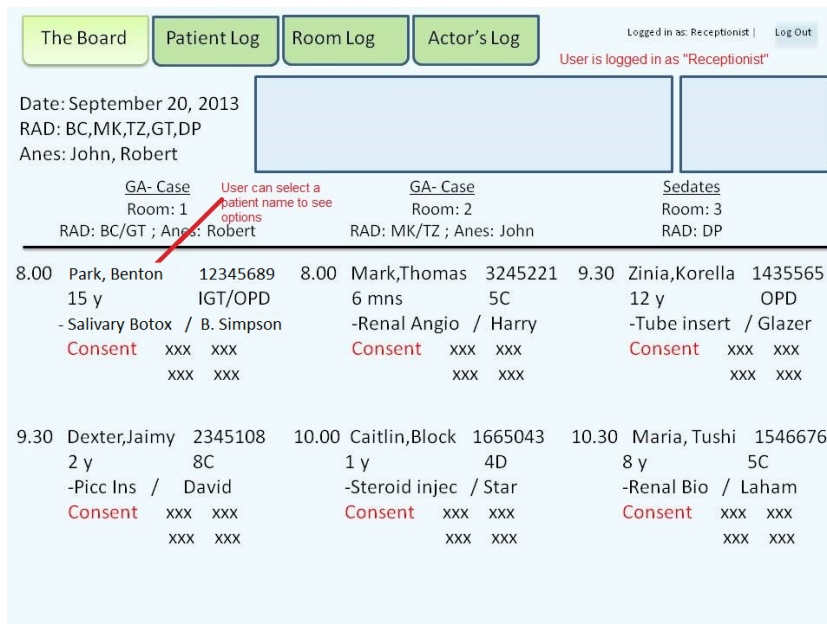 The Board Patient Log Room Log Actor's Log Logged in as: Receptionist | Log Out
User is logged in as "Receptionist"
Date: September 20, 2013
RAD: BC,MK,TZ,GT,DP
Anes: John, Robert
GA- Case
Room: 1
RAD: BC/GT ; Anes: Robert
User can select a
patient name to see
options
GA- Case
Room: 2
RAD: MK/TZ ; Anes: John
Sedates
Room: 3
RAD: DP
8.00 Park, Benton 12345689
15 y IGT/OPD
- Salivary Botox / B. Simpson
Consent xxx xxx
xxx xxx
8.00 Mark,Thomas 3245221
6 mns 5C
-Renal Angio / Harry
Consent xxx xxx
xxx xxx
9.30 Zinia,Korella 1435565
12 y OPD
-Tube insert / Glazer
Consent xxx xxx
xxx xxx
9.30 Dexter,Jaimy 2345108
2 y 8C
-Picc Ins / David
Consent xxx xxx
xxx xxx
10.00 Caitlin,Block 1665043
1 y 4D
-Steroid injec / Star
Consent xxx xxx
xxx xxx
10.30 Maria, Tushi 1546676
8 y 5C
-Renal Bio / Laham
Consent xxx xxx
xxx xxx